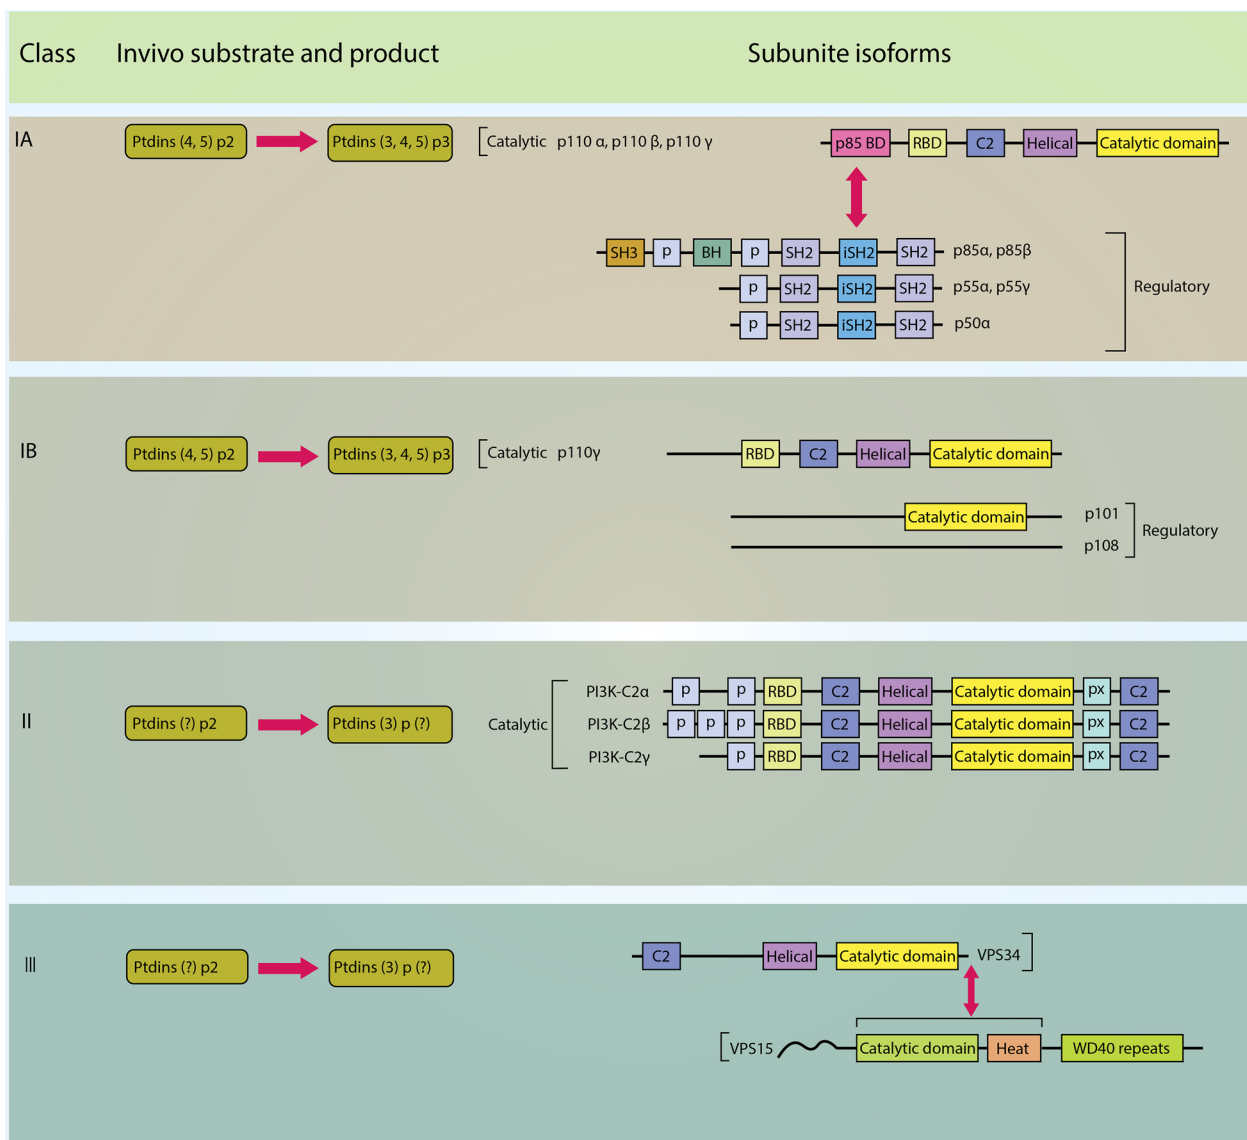 Class Invivo substrate and product Subunite isoforms
IA Ptdins (4, 5) p2 Ptdins (3, 4, 5) p3 Catalytic p110 α, p110 β, p110 γ p85 BD RBD C2 Helical Catalytic domain
SH3 p BH p SH2 iSH2 SH2 p85α, p85β
p SH2 iSH2 SH2 p55α, p55γ Regulatory
p SH2 iSH2 SH2 p50α
IB Ptdins (4, 5) p2 Ptdins (3, 4, 5) p3 Catalytic p110γ RBD C2 Helical Catalytic domain
Catalytic domain p101
Regulatory
p108
PI3K-C2α p p RBD C2 Helical Catalytic domain px C2
II Ptdins (?) p2 Ptdins (3) p (?) Catalytic PI3K-C2β p p p RBD C2 Helical Catalytic domain px C2
PI3K-C2γ p RBD C2 Helical Catalytic domain px C2
III Ptdins (?) p2 Ptdins (3) p (?) C2 Helical Catalytic domain VPS34
VPS15 Catalytic domain Heat WD40 repeats